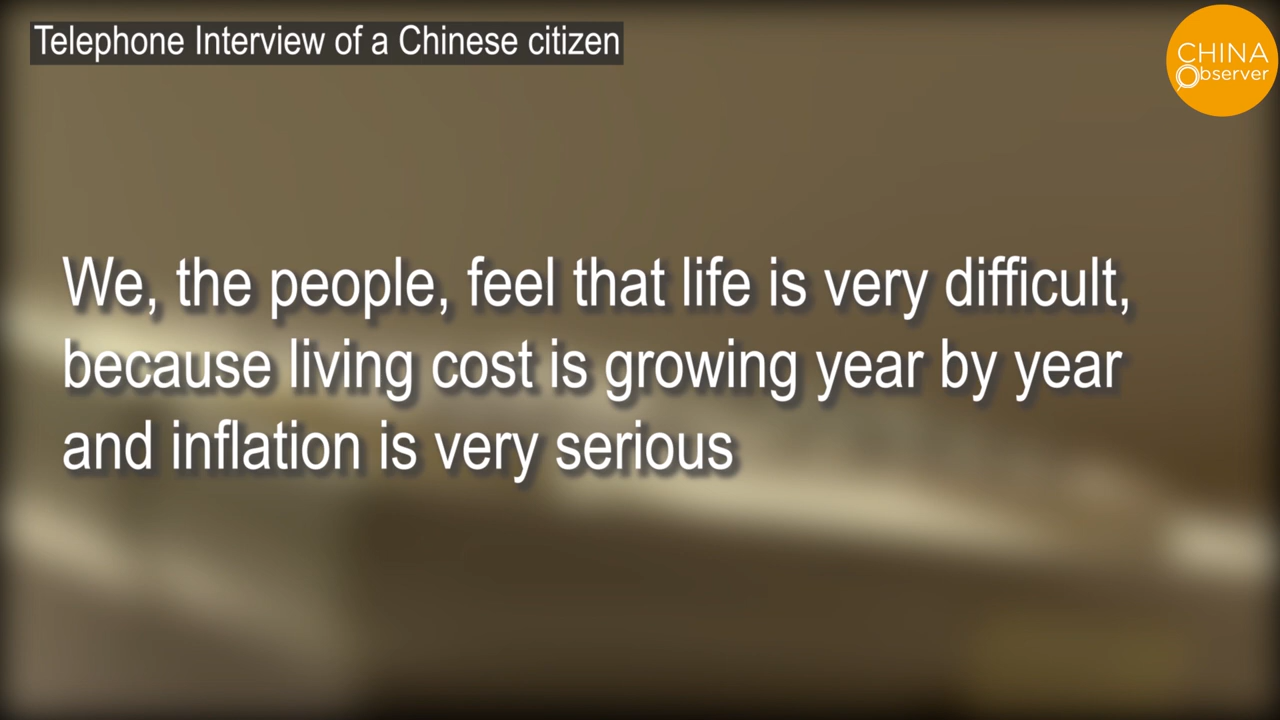 Telephone Interview of a Chinese citizen
CHINA
Observer
We, the people, feel that life is very difficult,
because living cost is growing year by year
and inflation is very serious